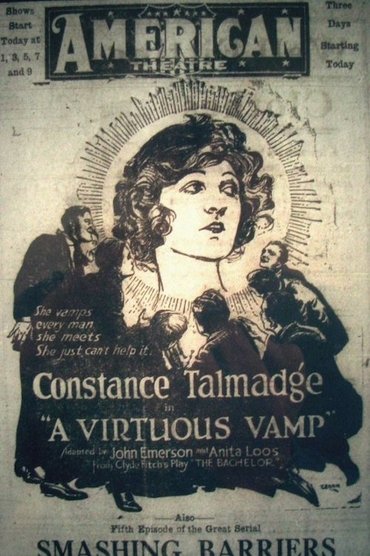 Shows
Start
Today at
1, 3, 5, 7
and 9
AMERICAN
THEATRE
Three
Days
Starting
Today
She vamps
every man
she meets
She just can't help it.
Constance Talmadge
in
"A VIRTUOUS VAMP"
Adapted by John Emerson and Anita Loos
From Clyde Fitch's Play "THE BACHELOR"
Also
Fifth Episode of the Great Serial
SMASHING BARRIERS